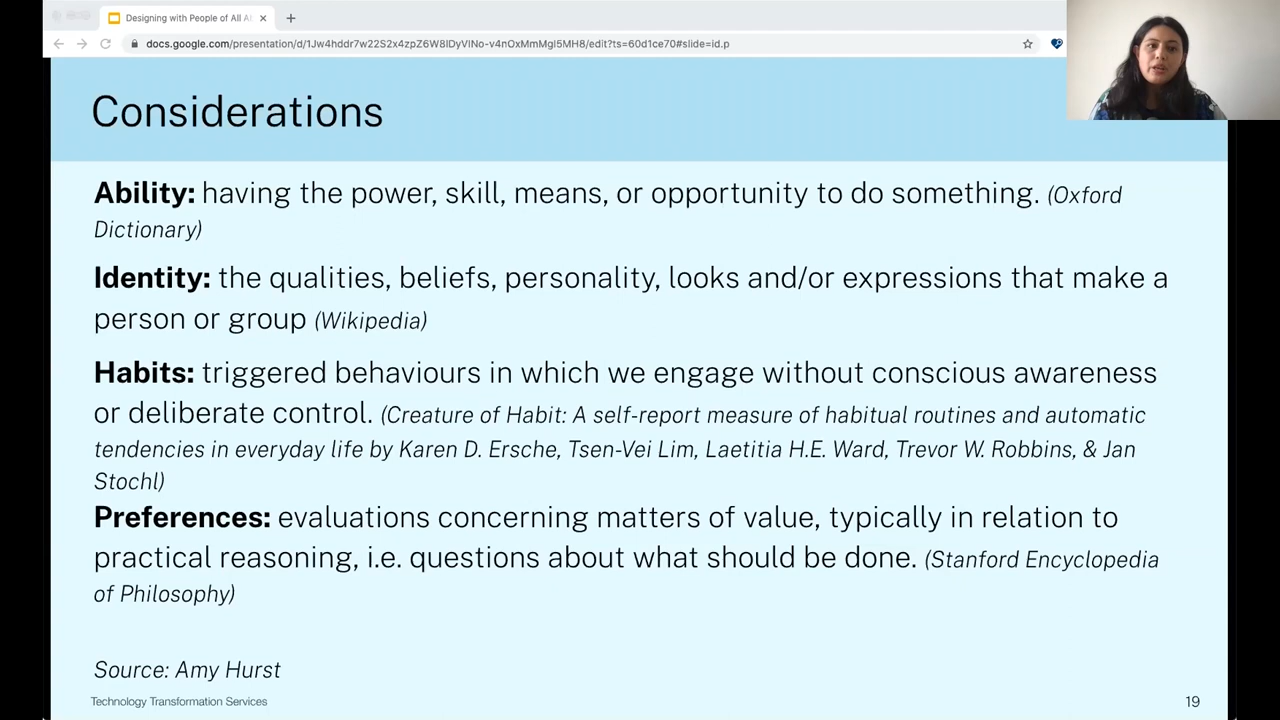 Designing with People of All A
docs.google.com/presentation/d/1Jw4hddr7w22S2x4zpZ6W8lDyVlNo-v4nOxMmMgl5MH8/edit?ts=60d1ce70#slide=id.p
Considerations
Ability: having the power, skill, means, or opportunity to do something. (Oxford
Dictionary)
Identity: the qualities, beliefs, personality, looks and/or expressions that make a
person or group (Wikipedia)
Habits: triggered behaviours in which we engage without conscious awareness
or deliberate control. (Creature of Habit: A self-report measure of habitual routines and automatic
tendencies in everyday life by Karen D. Ersche, Tsen-Vei Lim, Laetitia H.E. Ward, Trevor W. Robbins, & Jan
Stochl)
Preferences: evaluations concerning matters of value, typically in relation to
practical reasoning, i.e. questions about what should be done. (Stanford Encyclopedia
of Philosophy)
Source: Amy Hurst
Technology Transformation Services
19